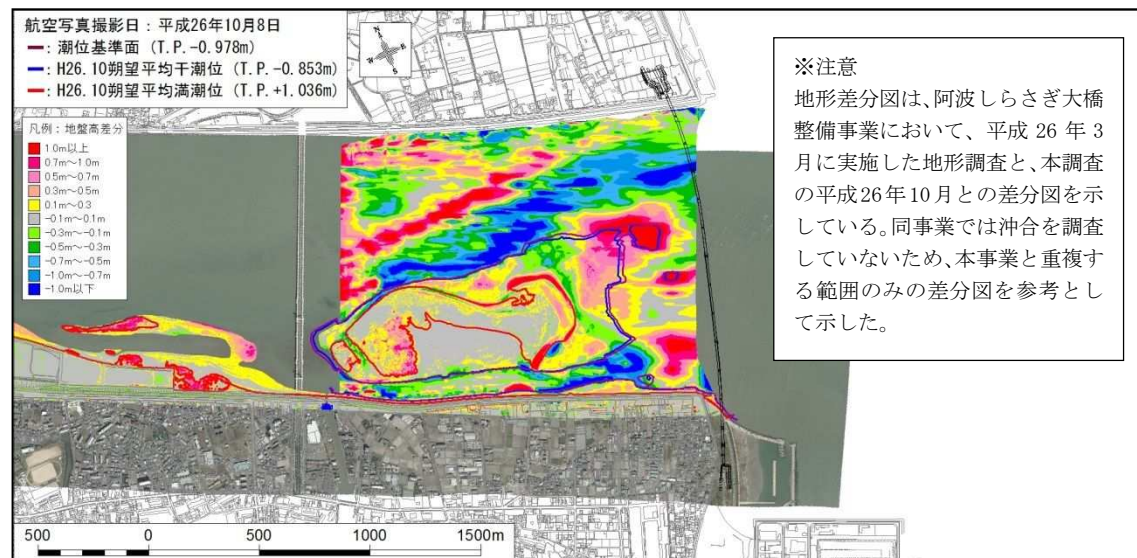 航空写真撮影日：平成26年10月8日
━：潮位基準面 (T.P.-0.978m)
━：H26.10朔望平均干潮位 (T.P.-0.853m)
━：H26.10朔望平均満潮位 (T.P.+1.036m)
N
E
W
S
凡例：地盤高差分
1.0m以上
0.7m～1.0m
0.5m～0.7m
0.3m～0.5m
0.1m～0.3
-0.1m～0.1m
-0.3m～-0.1m
-0.5m～-0.3m
-0.7m～-0.5m
-1.0m～-0.7m
-1.0m以下
※注意
地形差分図は、阿波しらさぎ大橋
整備事業において、平成 26 年 3
月に実施した地形調査と、本調査
の平成26年10月との差分図を示
している。同事業では沖合を調査
していないため、本事業と重複す
る範囲のみの差分図を参考とし
て示した。
500 0 500 1000 1500m